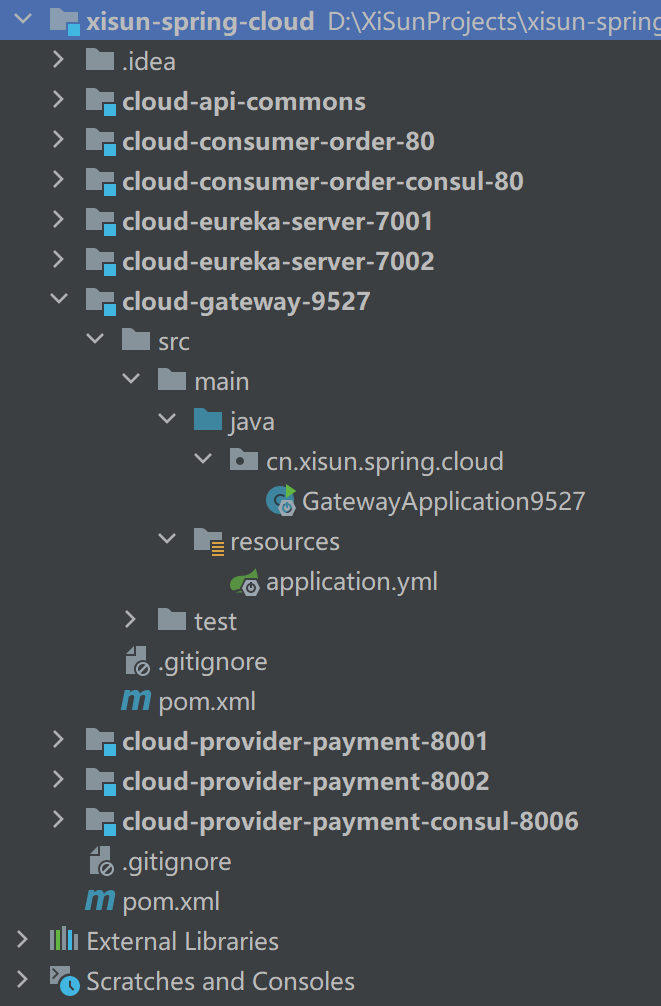 xisun-spring-cloud D:\XiSunProjects\xisun-spring
.idea
cloud-api-commons
cloud-consumer-order-80
cloud-consumer-order-consul-80
cloud-eureka-server-7001
cloud-eureka-server-7002
cloud-gateway-9527
src
main
java
cn.xisun.spring.cloud
GatewayApplication9527
resources
application.yml
test
.gitignore
pom.xml
cloud-provider-payment-8001
cloud-provider-payment-8002
cloud-provider-payment-consul-8006
.gitignore
pom.xml
External Libraries
Scratches and Consoles